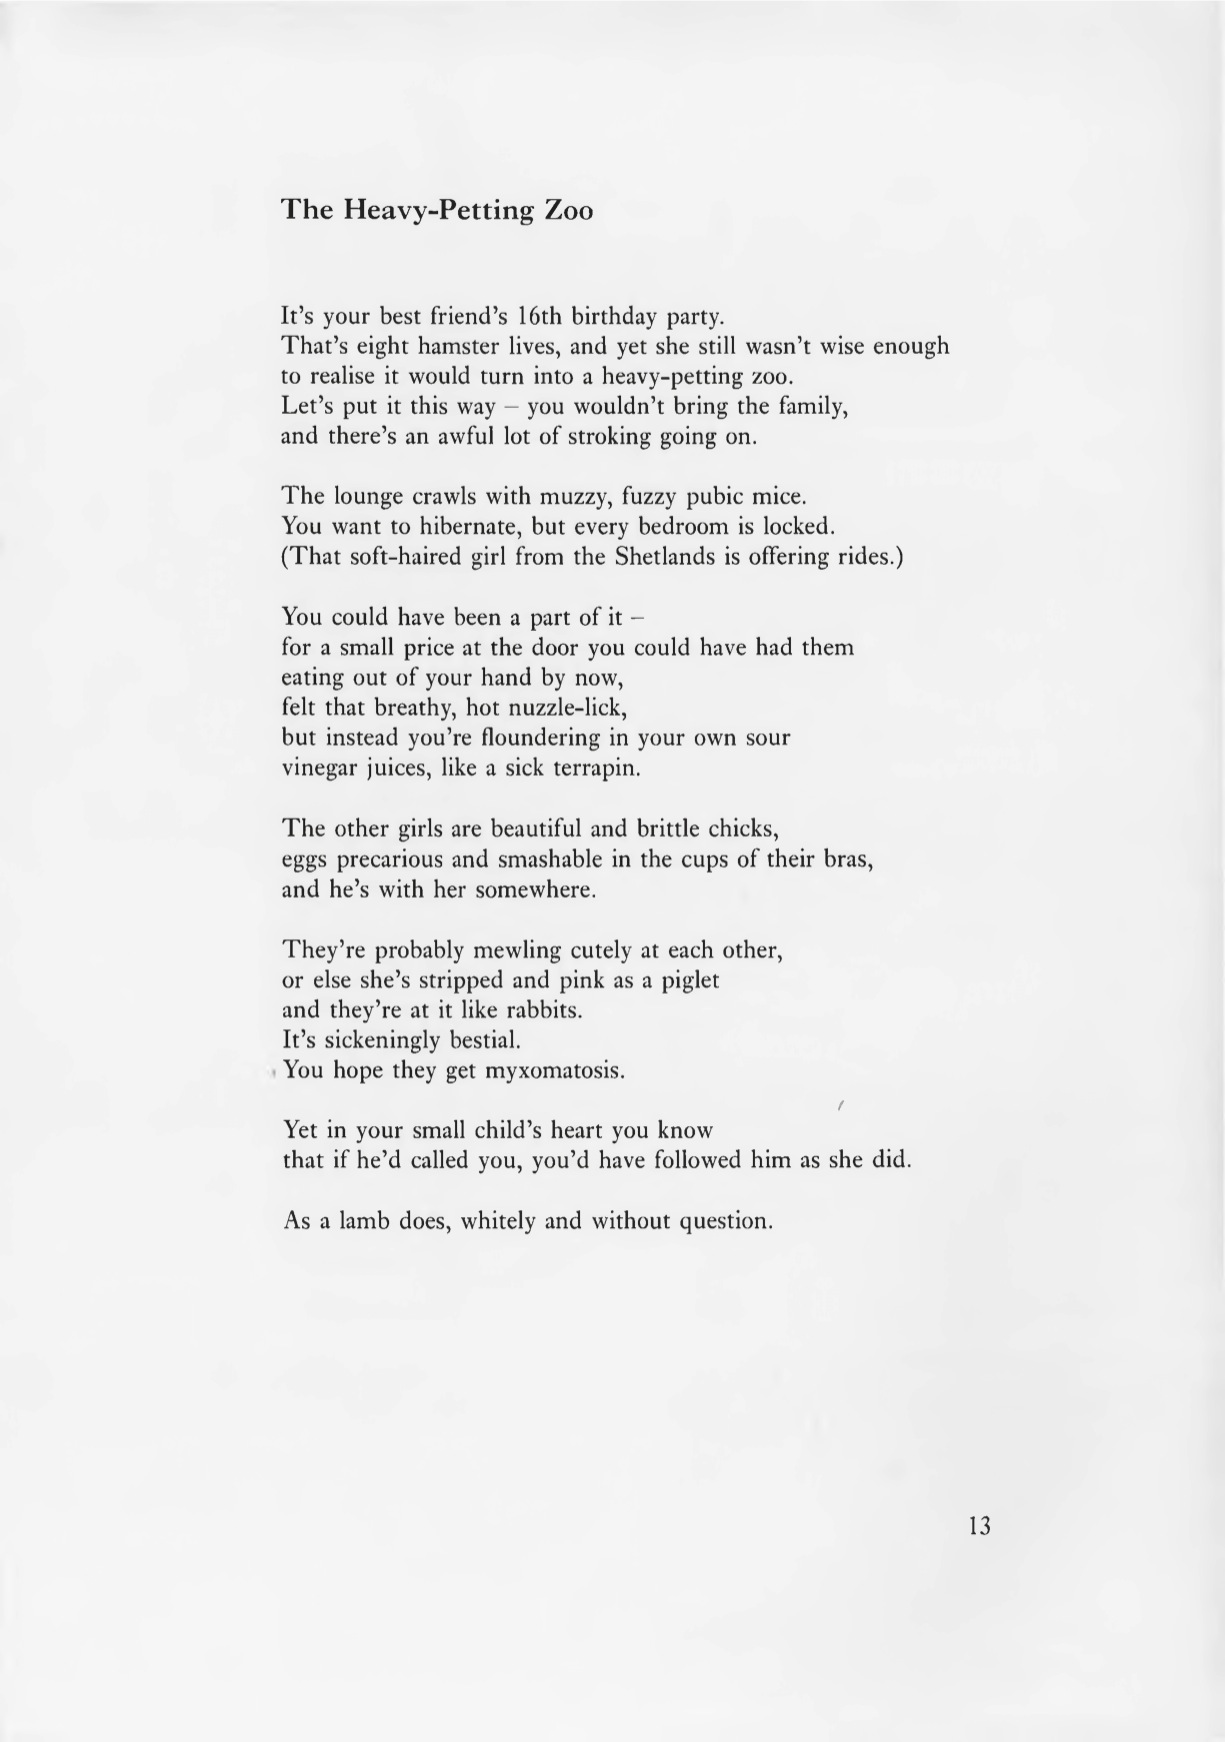 The Heavy-Petting Zoo
It's your best friend's 16th birthday party.
That's eight hamster lives, and yet she still wasn't wise enough
to realise it would turn into a heavy-petting zoo.
Let's put it this way – you wouldn't bring the family,
and there's an awful lot of stroking going on.
The lounge crawls with muzzy, fuzzy pubic mice.
You want to hibernate, but every bedroom is locked.
(That soft-haired girl from the Shetlands is offering rides.)
You could have been a part of it –
for a small price at the door you could have had them
eating out of your hand by now,
felt that breathy, hot nuzzle-lick,
but instead you're floundering in your own sour
vinegar juices, like a sick terrapin.
The other girls are beautiful and brittle chicks,
eggs precarious and smashable in the cups of their bras,
and he's with her somewhere.
They're probably mewling cutely at each other,
or else she's stripped and pink as a piglet
and they're at it like rabbits.
It's sickeningly bestial.
You hope they get myxomatosis.
Yet in your small child's heart you know
that if he'd called you, you'd have followed him as she did.
As a lamb does, whitely and without question.
13